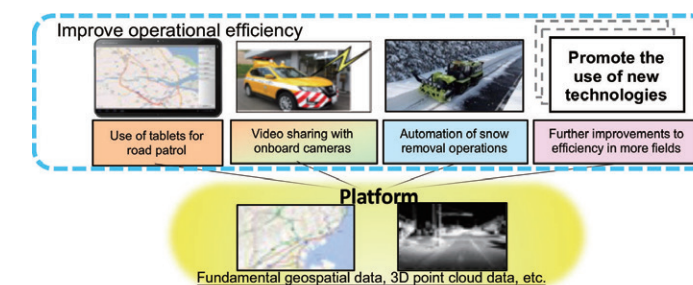 Improve operational efficiency
Promote the
use of new
technologies
Use of tablets for
road patrol
Video sharing with
onboard cameras
Automation of snow
removal operations
Further improvements to
efficiency in more fields
Platform
Fundamental geospatial data, 3D point cloud data, etc.